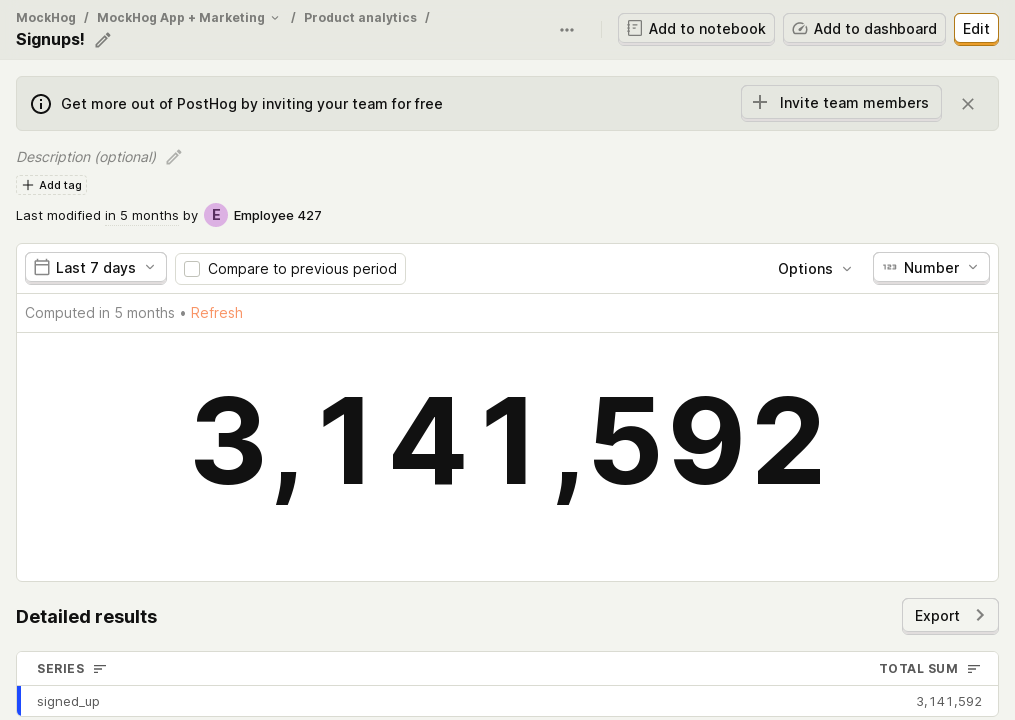 MockHog / MockHog App + Marketing / Product analytics /
Signups!
Add to notebook
Add to dashboard
Edit
Get more out of PostHog by inviting your team for free
Invite team members
Description (optional)
Add tag
Last modified in 5 months by E Employee 427
Last 7 days
Compare to previous period
Options
123 Number
Computed in 5 months • Refresh
3,141,592
Detailed results
Export
SERIES TOTAL SUM
signed_up 3,141,592